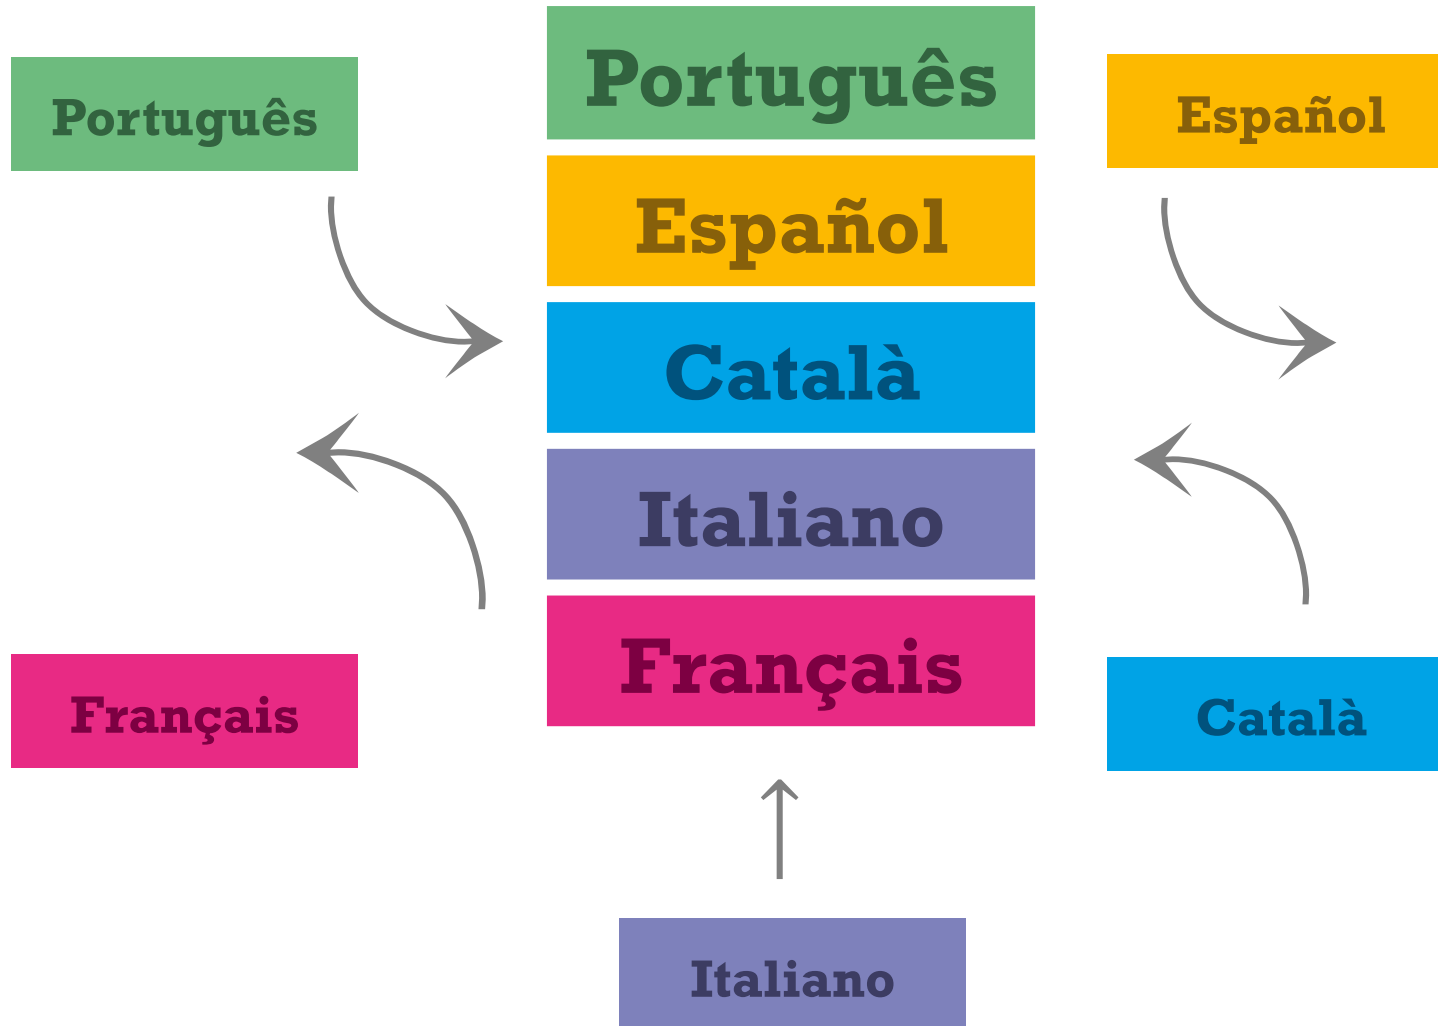 Português
Português
Español
Español
Català
Italiano
Français
Français
Català
Italiano